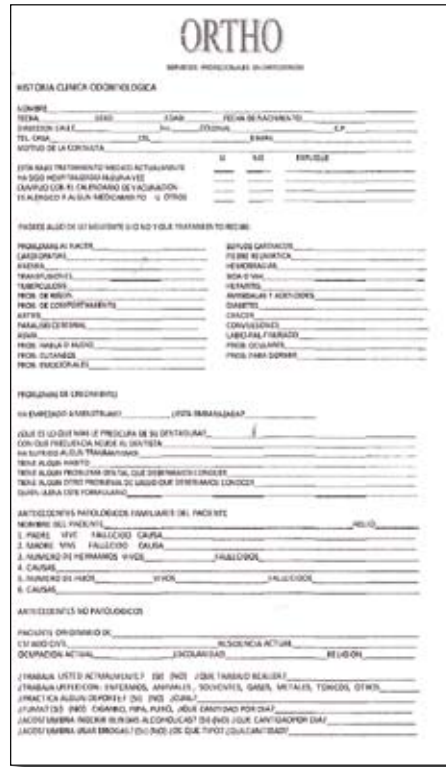 ORTHO
SERVICIOS PROFESIONALES EN ORTODONCIA
HISTORIA CLINICA ODONTOLOGICA
NOMBRE
FECHA SEXO EDAD FECHA DE NACIMIENTO
DIRECCION CALLE No. COLONIA C.P.
TEL. CASA CEL. EMAIL
MOTIVO DE LA CONSULTA
SI NO EXPLIQUE
ESTA BAJO TRATAMIENTO MEDICO ACTUALMENTE
HA SIDO HOSPITALIZADO ALGUNA VEZ
CUMPLIO CON EL CALENDARIO DE VACUNACION
ES ALERGICO A ALGUN MEDICAMENTO U OTROS
PADECE ALGO DE LO SIGUIENTE SI O NO Y QUE TRATAMIENTO RECIBE
PROBLEMAS AL NACER SOPLOS CARDIACOS
CARDIOPATIAS FIEBRE REUMATICA
ANEMIA HEMORRAGIAS
TRANSFUSIONES SIDA O VIH
TUBERCULOSIS HEPATITIS
PROB. DE RIÑON AMIGDALAS Y ADENOIDES
PROB. DE COMPORTAMIENTO DIABETES
ARTRITIS CANCER
PARALISIS CEREBRAL CONVULSIONES
ASMA LABIO-PAL-FISURADO
PROB. HABLA O AUDIO PROB. OCULARES
PROB. CUTANEOS PROB. PARA DORMIR
PROB. EMOCIONALES
PROBLEMAS DE CRECIMIENTO
HA EMPEZADO A MENSTRUAR? ¿ESTA EMBARAZADA?
¿QUE ES LO QUE MAS LE PREOCUPA DE SU DENTADURA?
CON QUE FRECUENCIA ACUDE AL DENTISTA
HA SUFRIDO ALGUN TRAUMATISMO
TIENE ALGUN HABITO
TIENE ALGUN PROBLEMA DENTAL QUE DEBERIAMOS CONOCER
TIENE ALGUN OTRO PROBLEMA DE SALUD QUE DEBERIAMOS CONOCER
QUIEN LLENA ESTE FORMULARIO
ANTECEDENTES PATOLOGICOS FAMILIARES DEL PACIENTE
NOMBRE DEL PACIENTE
1. PADRE VIVE FALLECIDO CAUSA
2. MADRE VIVE FALLECIDO CAUSA
3. NUMERO DE HERMANOS VIVOS FALLECIDOS
4. CAUSAS
5. NUMERO DE HIJOS VIVOS FALLECIDOS
6. CAUSAS
ANTECEDENTES NO PATOLOGICOS
PACIENTE ORIGINARIO DE
ESTADO CIVIL RESIDENCIA ACTUAL
OCUPACION ACTUAL ESCOLARIDAD RELIGION
¿TRABAJA USTED ACTUALMENTE? (SI) (NO) ¿QUE TRABAJO REALIZA?
¿TRABAJA USTED CON: ENFERMOS, ANIMALES, SOLVENTES, GASES, METALES, TOXICOS, OTROS
¿PRACTICA ALGUN DEPORTE? (SI) (NO) ¿CUAL?
¿FUMA? (SI) (NO) CIGARRO, PIPA, PURO, ¿QUE CANTIDAD POR DIA?
¿ACOSTUMBRA INGERIR BEBIDAS ALCOHOLICAS? (SI) (NO) ¿QUE CANTIDAD POR DIA?
¿ACOSTUMBRA USAR DROGAS? (SI) (NO) ¿DE QUE TIPO? ¿QUE CANTIDAD?